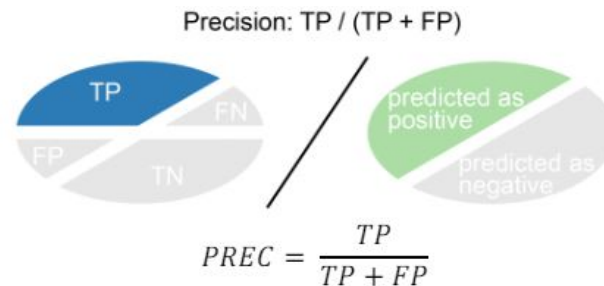 Precision: TP / (TP + FP)
TP
FN
FP
TN
predicted as
positive
predicted as
negative
PREC = TP / TP + FP